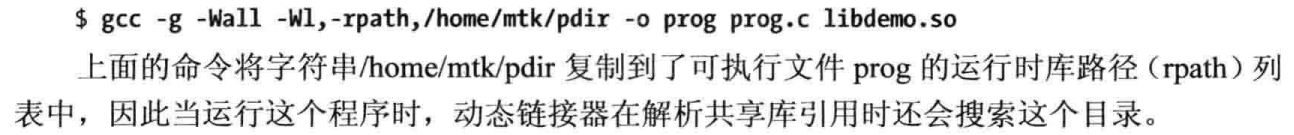 $ gcc -g -Wall -Wl,-rpath,/home/mtk/pdir -o prog prog.c libdemo.so
上面的命令将字符串/home/mtk/pdir 复制到了可执行文件 prog 的运行时库路径（rpath）列
表中，因此当运行这个程序时，动态链接器在解析共享库引用时还会搜索这个目录。